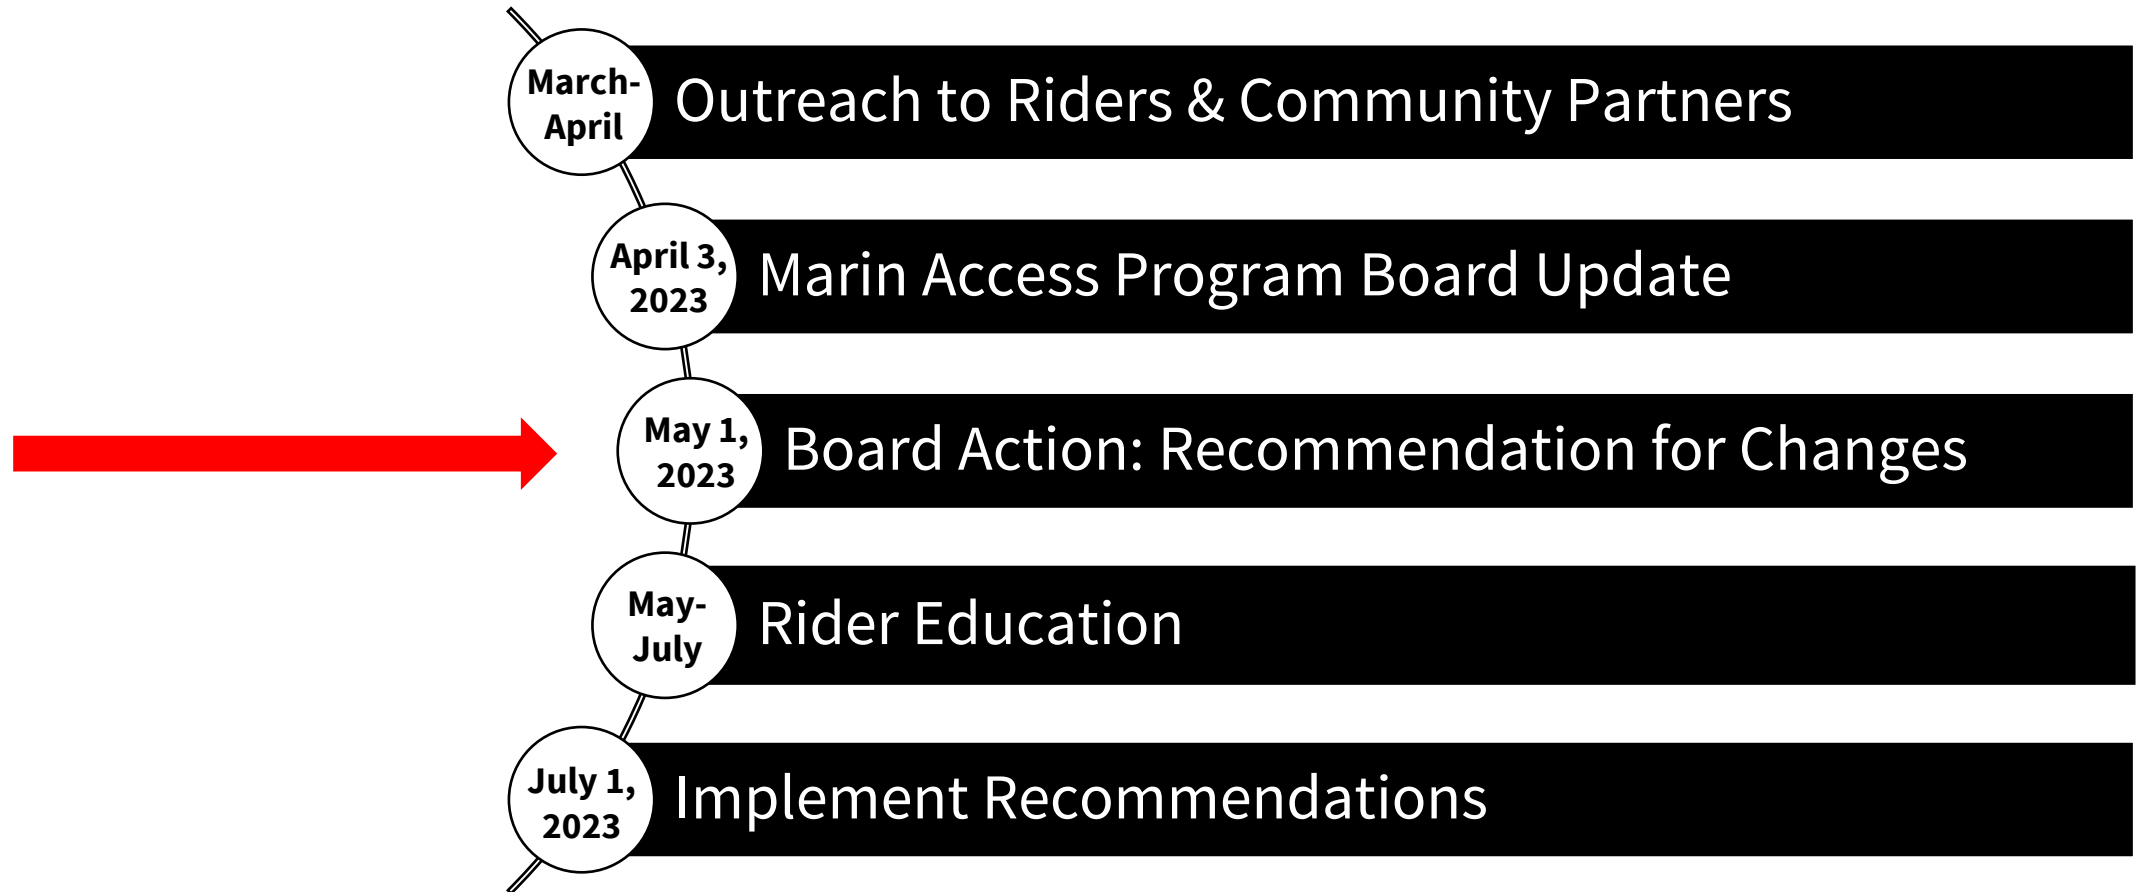 March-
April
Outreach to Riders & Community Partners
April 3,
2023
Marin Access Program Board Update
May 1,
2023
Board Action: Recommendation for Changes
May-
July
Rider Education
July 1,
2023
Implement Recommendations